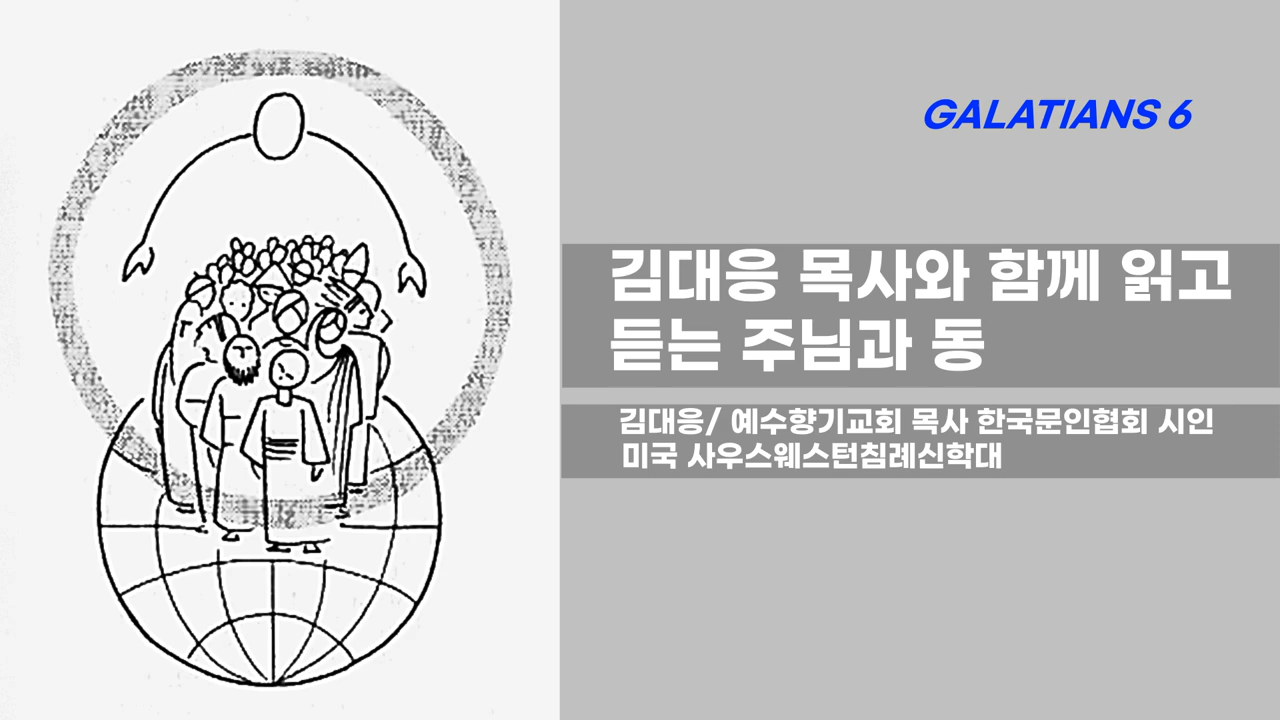 GALATIANS 6
김대응 목사와 함께 읽고
듣는 주님과 동
김대응/ 예수향기교회 목사 한국문인협회 시인
미국 사우스웨스턴침례신학대